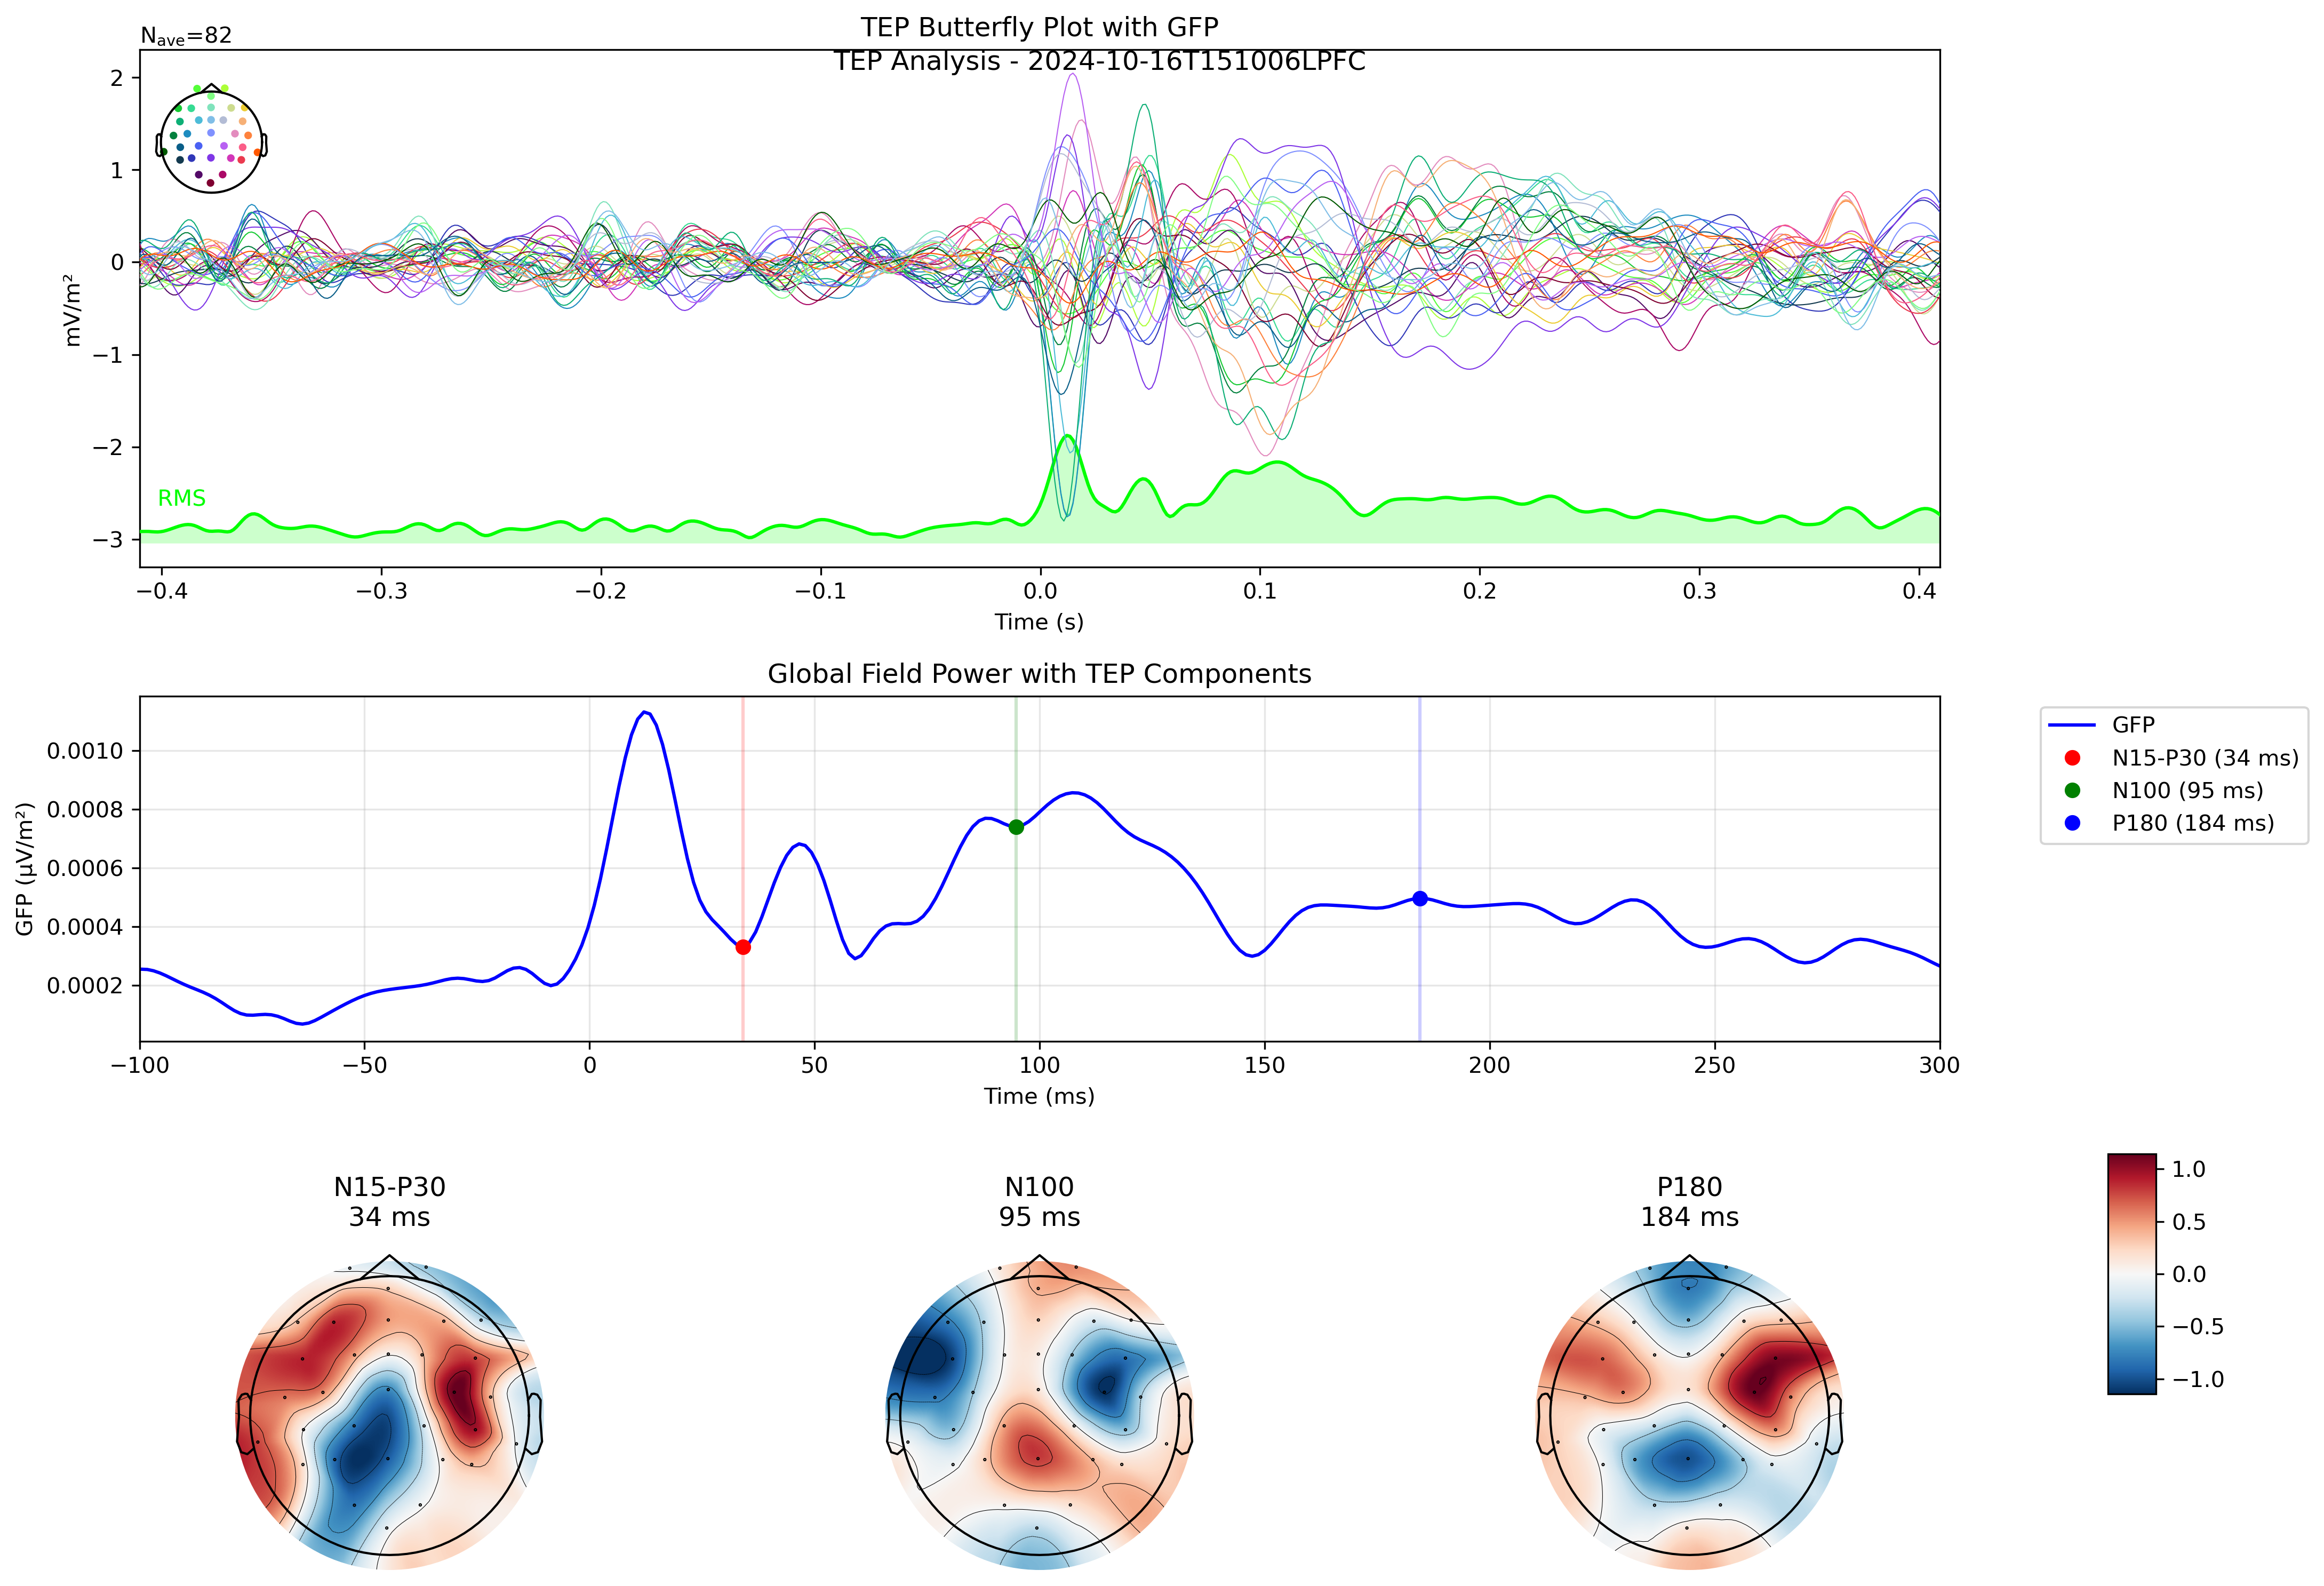 TEP Butterfly Plot with GFP
N_ave=82
TEP Analysis - 2024-10-16T151006LPFC
2
1
0
−1
−2
−3
mV/m²
RMS
−0.4 −0.3 −0.2 −0.1 0.0 0.1 0.2 0.3 0.4
Time (s)
Global Field Power with TEP Components
0.0010
0.0008
0.0006
0.0004
0.0002
GFP (µV/m²)
−100 −50 0 50 100 150 200 250 300
Time (ms)
GFP
N15-P30 (34 ms)
N100 (95 ms)
P180 (184 ms)
N15-P30
34 ms
N100
95 ms
P180
184 ms
1.0
0.5
0.0
−0.5
−1.0